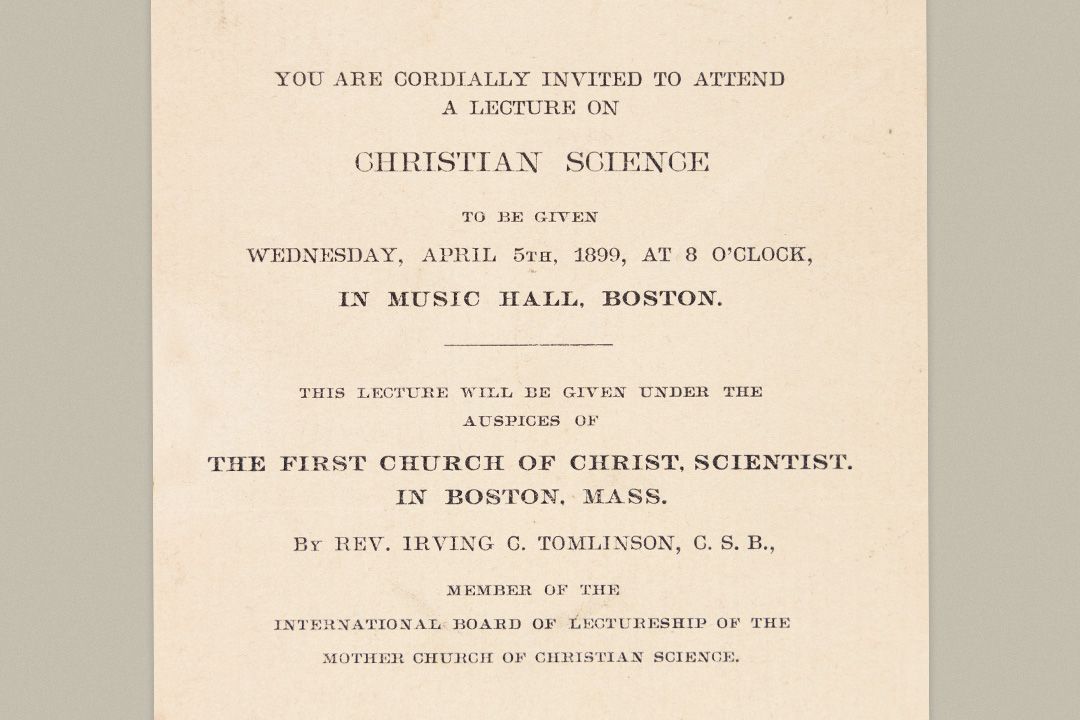 YOU ARE CORDIALLY INVITED TO ATTEND
A LECTURE ON
CHRISTIAN SCIENCE
TO BE GIVEN
WEDNESDAY, APRIL 5TH, 1899, AT 8 O'CLOCK,
IN MUSIC HALL, BOSTON.
THIS LECTURE WILL BE GIVEN UNDER THE
AUSPICES OF
THE FIRST CHURCH OF CHRIST, SCIENTIST.
IN BOSTON, MASS.
By REV. IRVING C. TOMLINSON, C. S. B.,
MEMBER OF THE
INTERNATIONAL BOARD OF LECTURESHIP OF THE
MOTHER CHURCH OF CHRISTIAN SCIENCE.